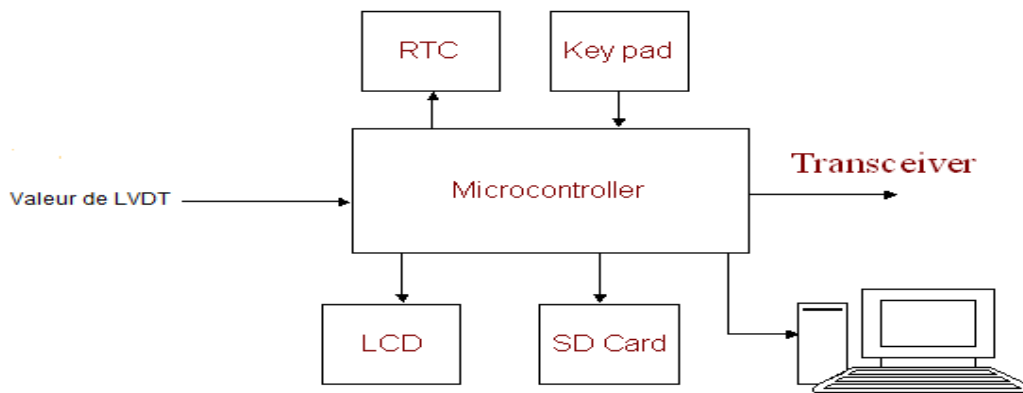 RTC
Key pad
Transceiver
Valeur de LVDT
Microcontroller
LCD
SD Card